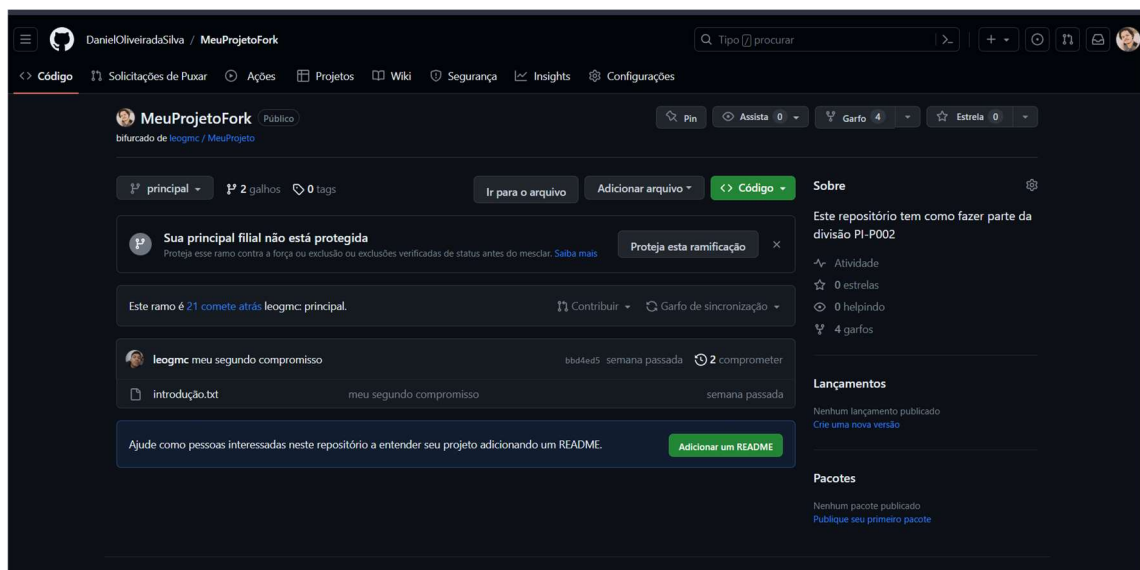 DanielOliveiradaSilva / MeuProjetoFork
Tipo / procurar
<> Código Solicitações de Puxar Ações Projetos Wiki Segurança Insights Configurações
MeuProjetoFork Público
bifurcado de leogmc / MeuProjeto
Pin Assista 0 Garfo 4 Estrela 0
principal 2 galhos 0 tags Ir para o arquivo Adicionar arquivo <> Código
Sua principal filial não está protegida
Proteja esse ramo contra a força ou exclusão ou exclusões verificadas de status antes do mesclar. Saiba mais
Proteja esta ramificação
Este ramo é 21 comete atrás leogmc: principal. Contribuir Garfo de sincronização
leogmc meu segundo compromisso bbd4ed5 semana passada 2 comprometer
introdução.txt meu segundo compromisso semana passada
Ajude como pessoas interessadas neste repositório a entender seu projeto adicionando um README. Adicionar um README
Sobre
Este repositório tem como fazer parte da
divisão PI-P002
Atividade
0 estrelas
0 helpindo
4 garfos
Lançamentos
Nenhum lançamento publicado
Crie uma nova versão
Pacotes
Nenhum pacote publicado
Publique seu primeiro pacote